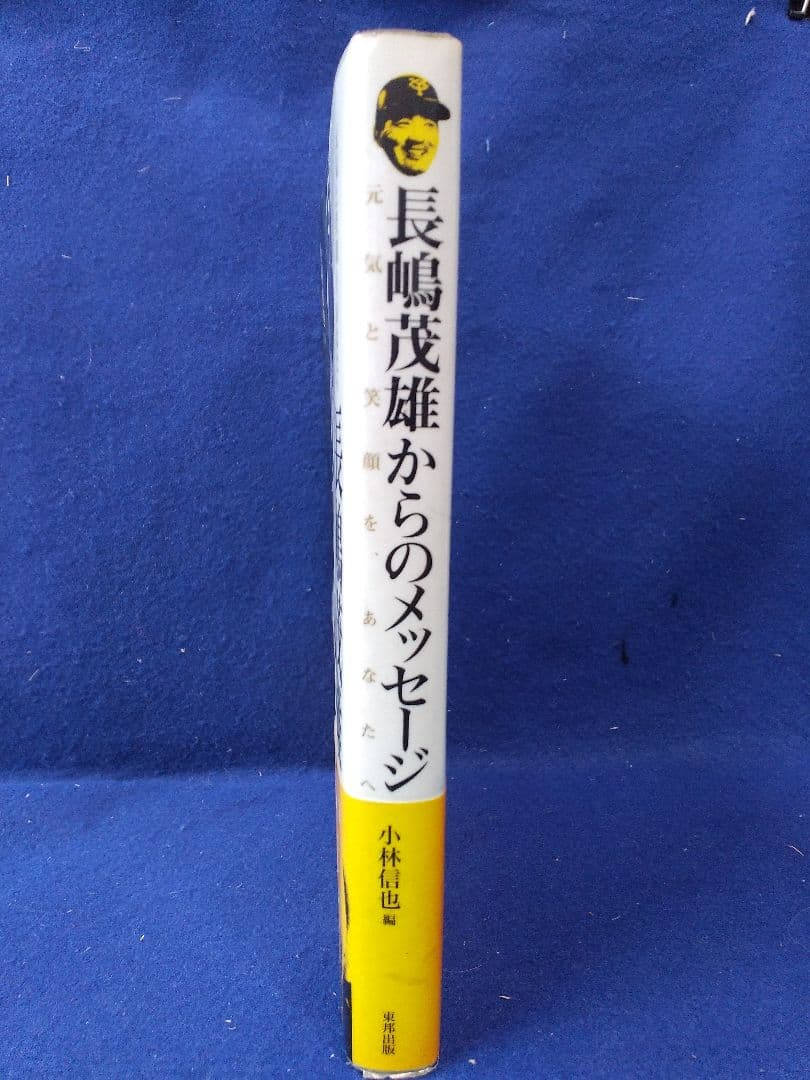 長嶋茂雄からのメッセージ
元気と笑顔を、あなたへ
小林信也 編
東邦出版